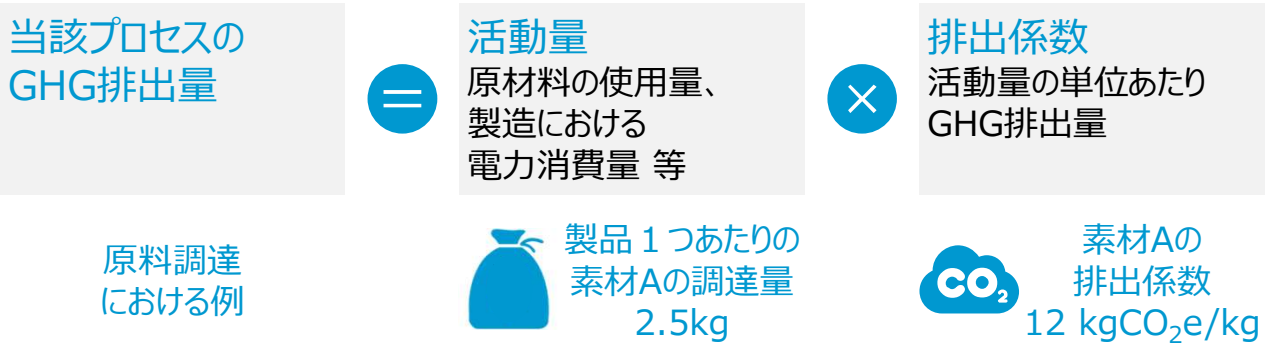 当該プロセスの
GHG排出量
＝
活動量
原材料の使用量、
製造における
電力消費量 等
×
排出係数
活動量の単位あたり
GHG排出量
原料調達
における例
製品１つあたりの
素材Aの調達量
2.5kg
CO₂
素材Aの
排出係数
12 kgCO₂e/kg